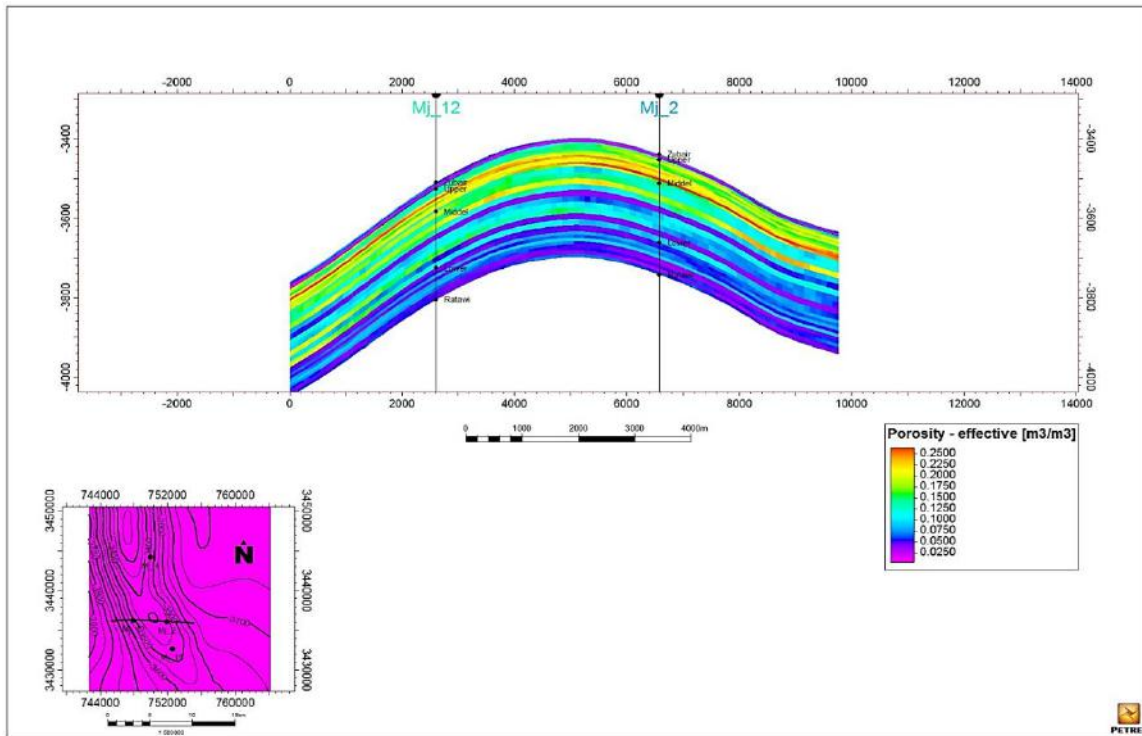 -2000 0 2000 4000 6000 8000 10000 12000 14000
Mj_12 Mj_2
-3400 -3400
Zubair
Upper
Zubair
Upper
Middel
-3600 -3600
Middel
Lower
Lower
-3800 Ratawi -3800
-4000 -4000
-2000 0 2000 4000 6000 8000 10000 12000 14000
0 1000 2000 3000 4000m
Porosity - effective [m3/m3]
0.2500
0.2250
0.2000
0.1750
0.1500
0.1250
0.1000
0.0750
0.0500
0.0250
744000 752000 760000
3450000 3450000
N
3440000 3440000
3430000 3430000
744000 752000 760000
PETRE